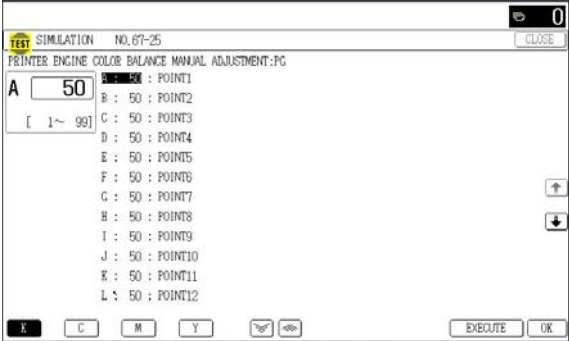 0
TEST SIMULATION NO.67-25 CLOSE
PRINTER ENGINE COLOR BALANCE MANUAL ADJUSTMENT:PG
A 50
[ 1~ 99]
A : 50 : POINT1
B : 50 : POINT2
C : 50 : POINT3
D : 50 : POINT4
E : 50 : POINT5
F : 50 : POINT6
G : 50 : POINT7
H : 50 : POINT8
I : 50 : POINT9
J : 50 : POINT10
K : 50 : POINT11
L : 50 : POINT12
K C M Y EXECUTE OK